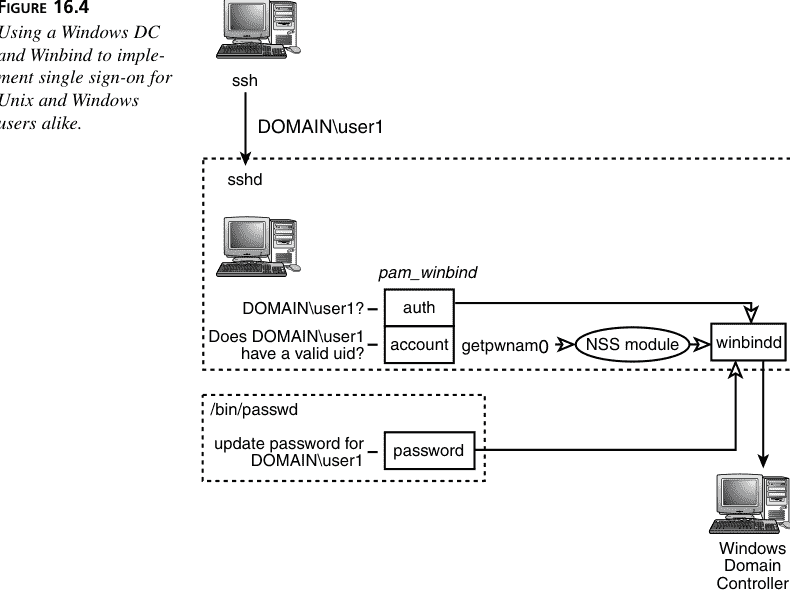 FIGURE 16.4
Using a Windows DC
and Winbind to imple-
ment single sign-on for
Unix and Windows
users alike.
ssh
DOMAIN\user1
sshd
pam_winbind
DOMAIN\user1?
auth
Does DOMAIN\user1
have a valid uid?
account
getpwnam()
NSS module
winbindd
/bin/passwd
update password for
DOMAIN\user1
password
Windows
Domain
Controller